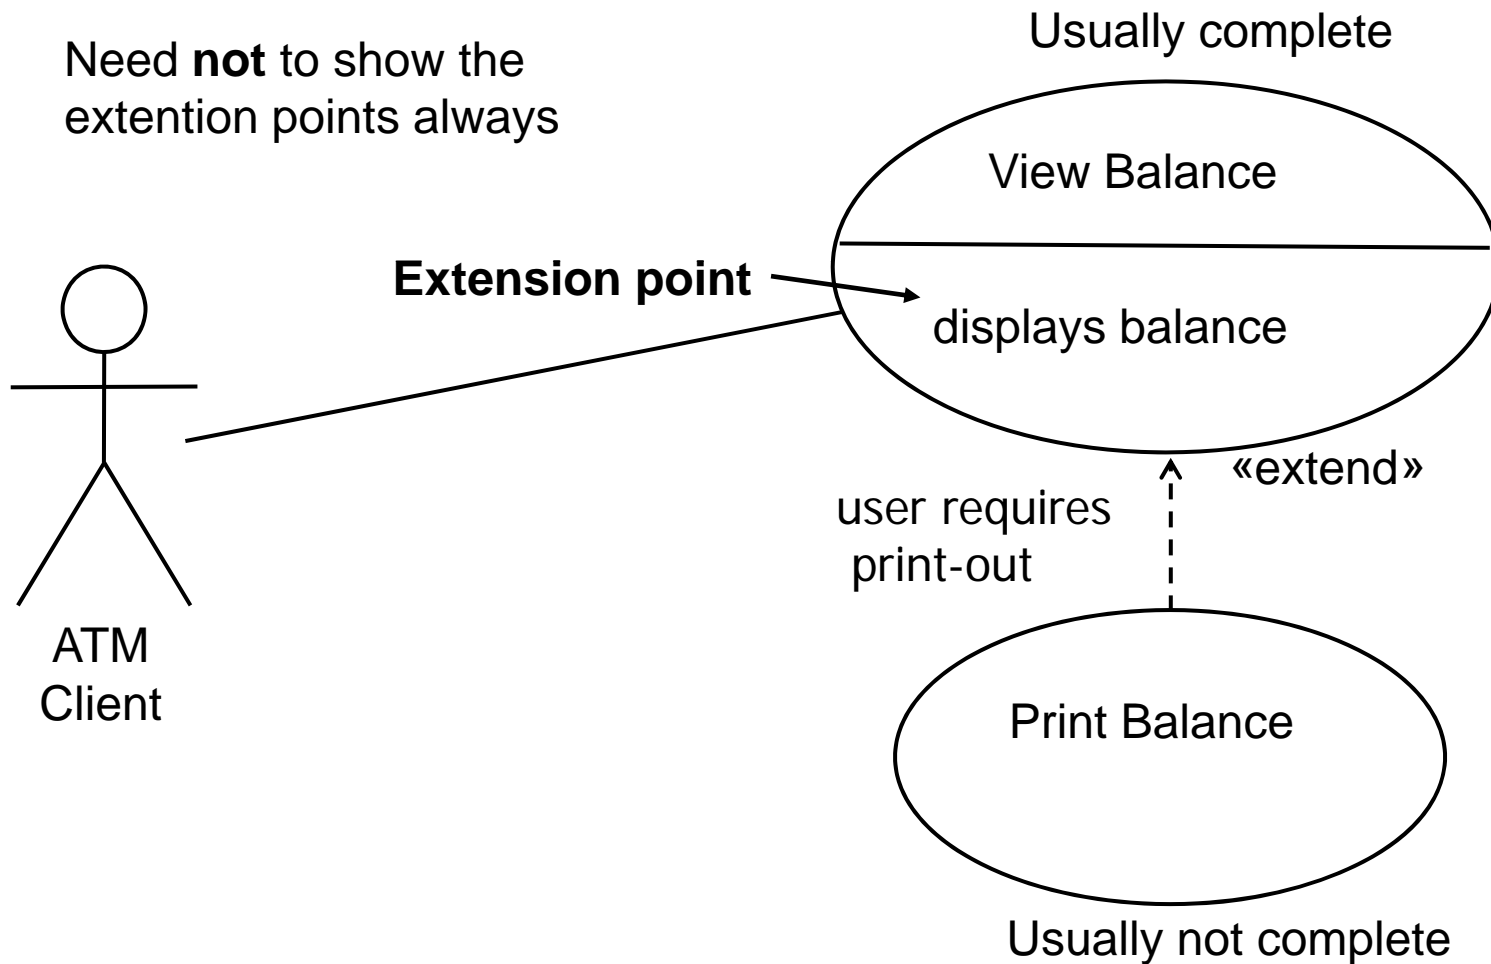 Need not to show the
extention points always
Usually complete
View Balance
Extension point
displays balance
«extend»
user requires
print-out
ATM
Client
Print Balance
Usually not complete